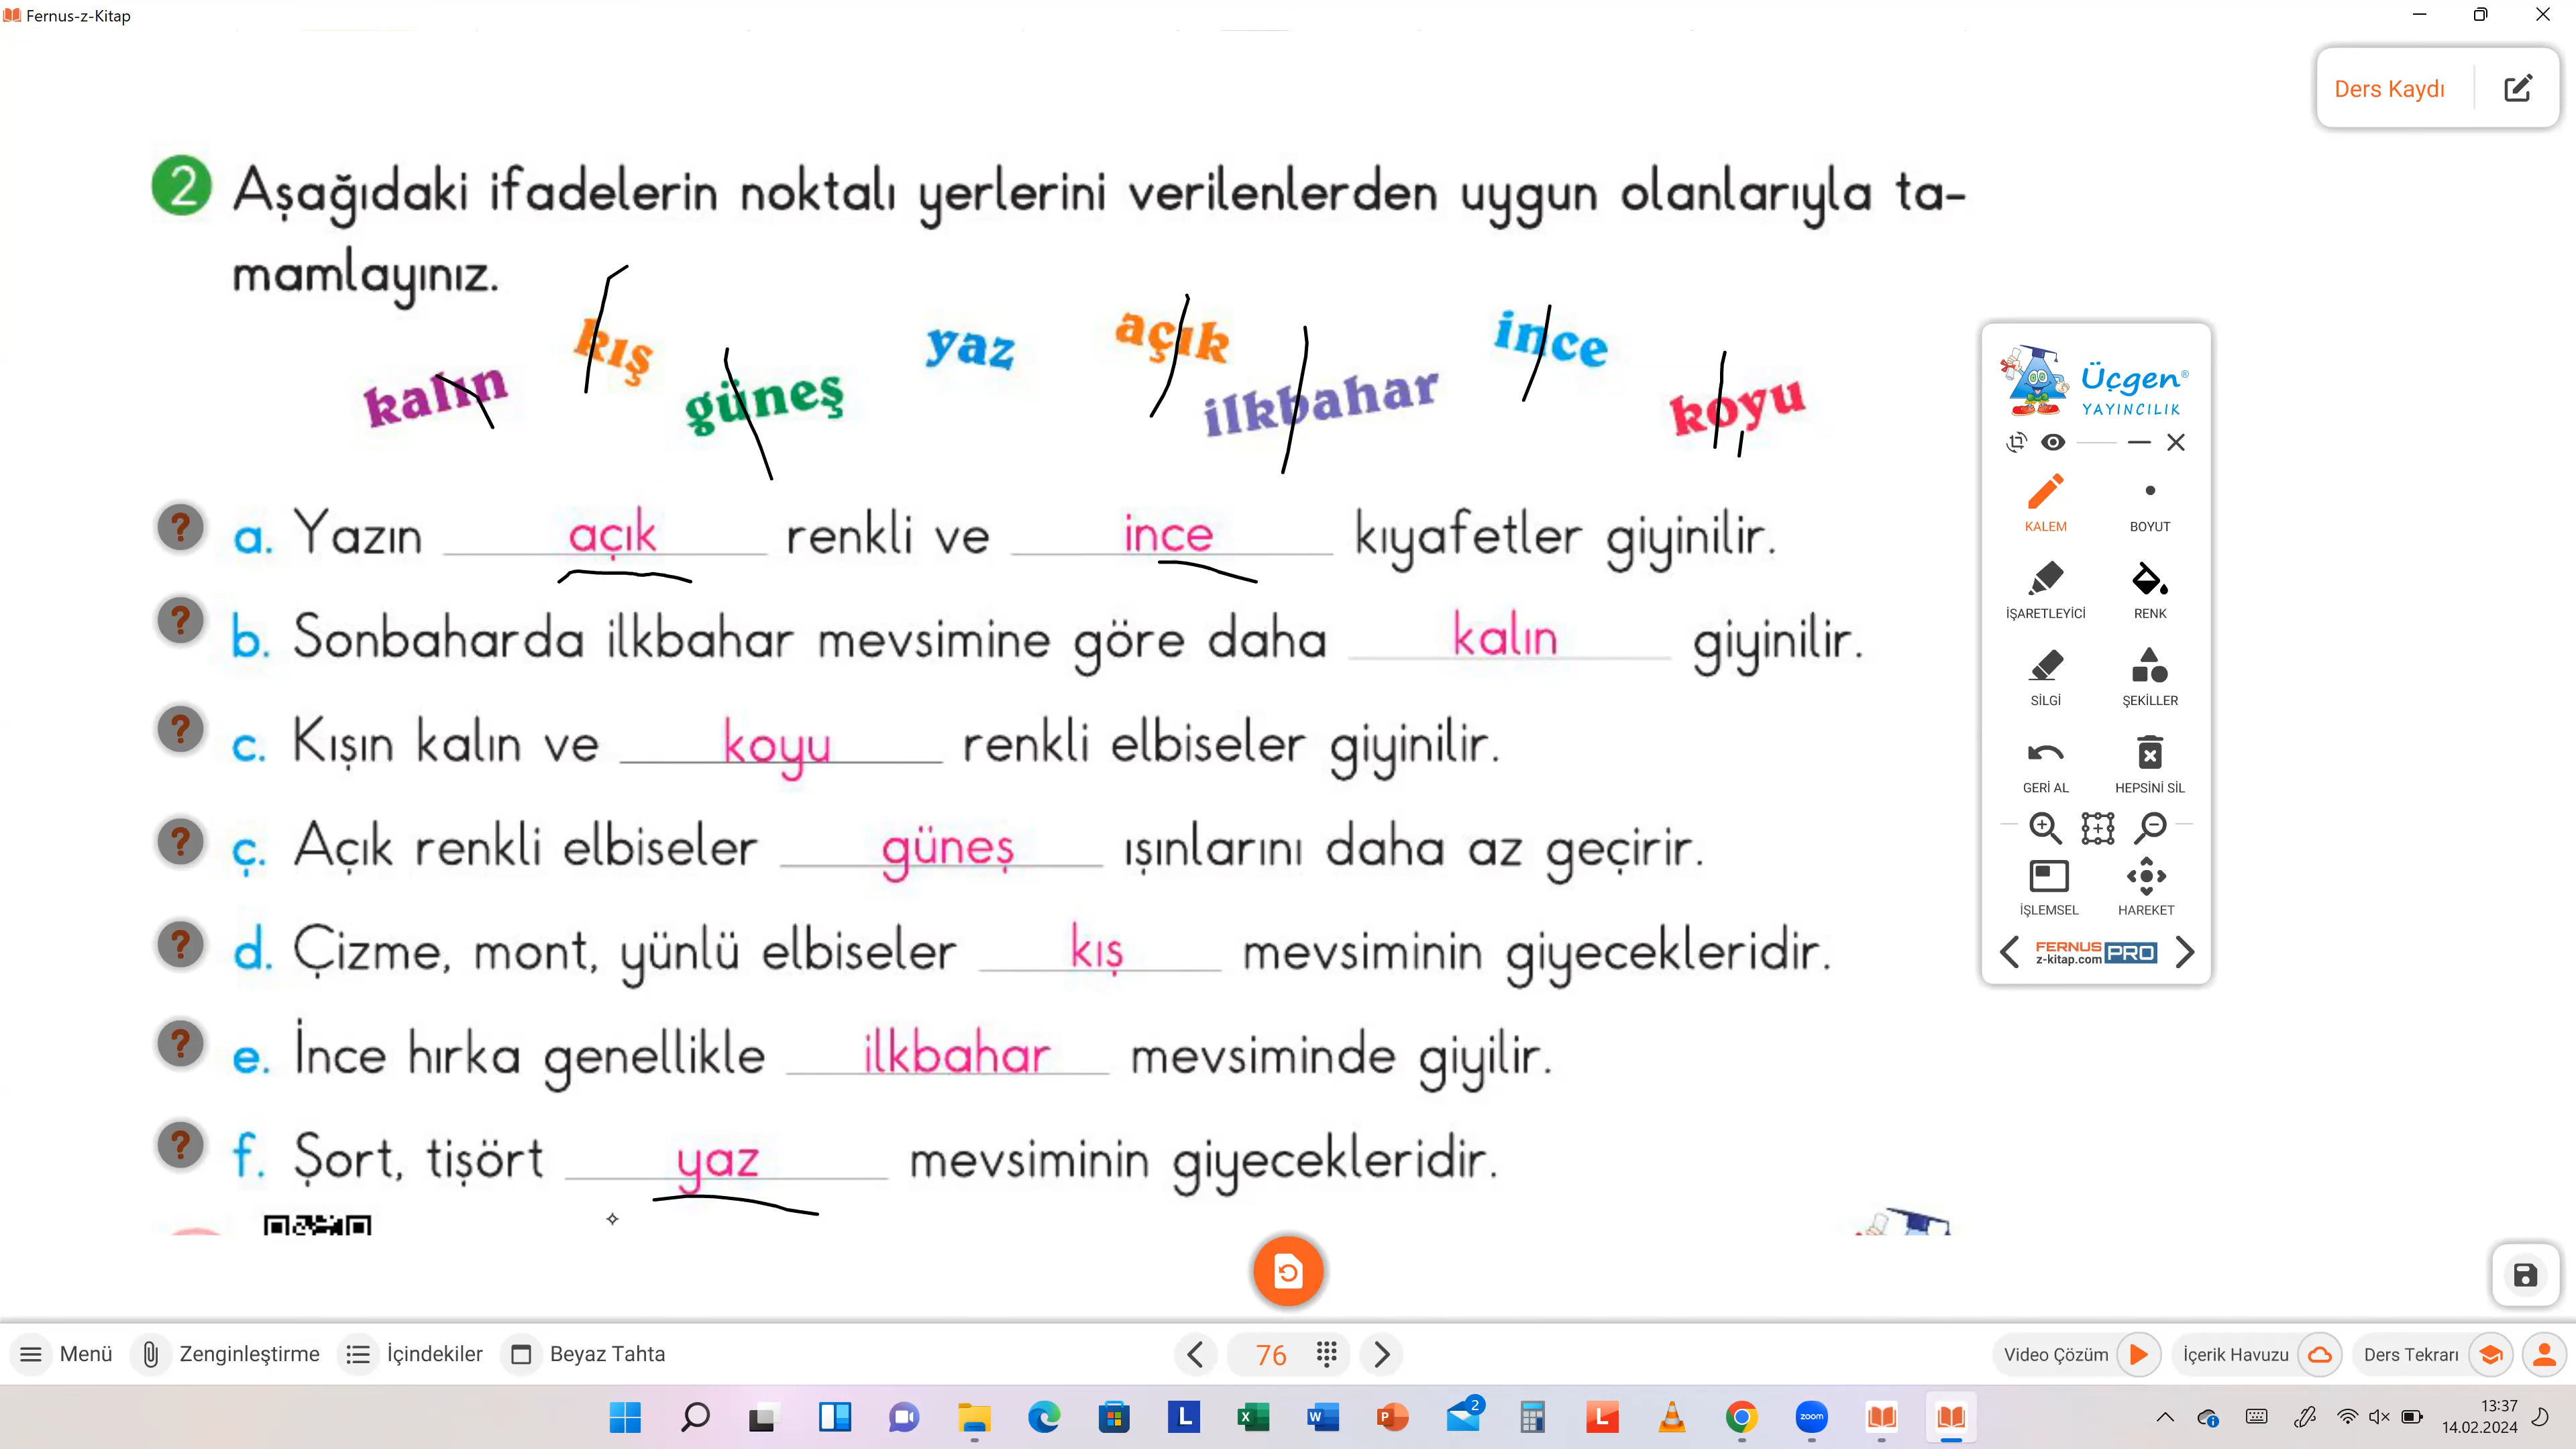 Fernus-z-Kitap
Ders Kaydı
2 Aşağıdaki ifadelerin noktalı yerlerini verilenlerden uygun olanlarıyla ta-
mamlayınız.
kalın kış güneş yaz açık ilkbahar ince koyu
? a. Yazın açık renkli ve ince kıyafetler giyinilir.
? b. Sonbaharda ilkbahar mevsimine göre daha kalın giyinilir.
? c. Kışın kalın ve koyu renkli elbiseler giyinilir.
? ç. Açık renkli elbiseler güneş ışınlarını daha az geçirir.
? d. Çizme, mont, yünlü elbiseler kış mevsiminin giyecekleridir.
? e. İnce hırka genellikle ilkbahar mevsiminde giyilir.
? f. Şort, tişört yaz mevsiminin giyecekleridir.
Üçgen®
YAYINCILIK
KALEM BOYUT
İŞARETLEYİCİ RENK
SİLGİ ŞEKİLLER
GERİ AL HEPSİNİ SİL
İŞLEMSEL HAREKET
FERNUS
z-kitap.com PRO
Menü Zenginleştirme İçindekiler Beyaz Tahta 76 Video Çözüm İçerik Havuzu Ders Tekrarı
L X W P 2 L zoom
13:37
14.02.2024